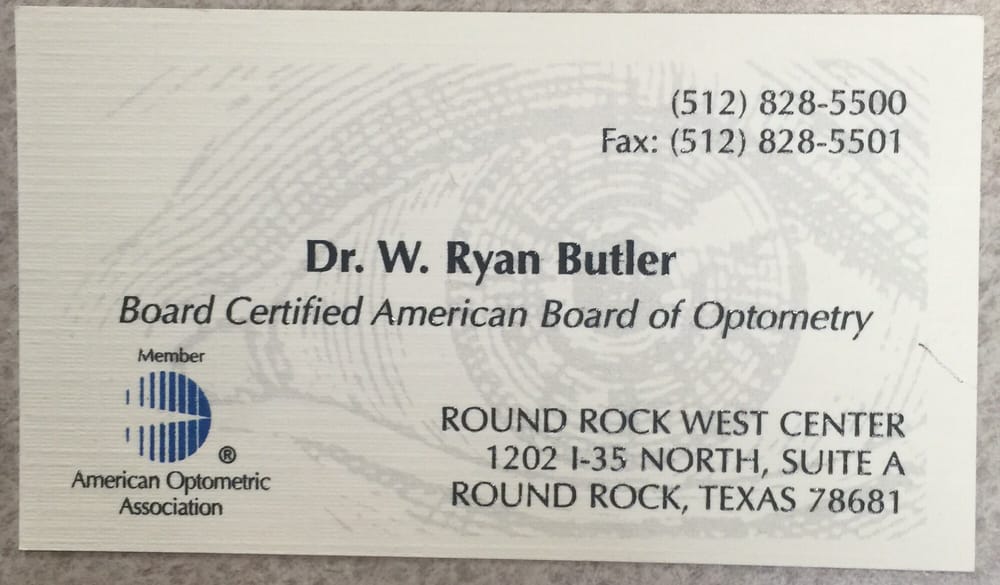 (512) 828-5500
Fax: (512) 828-5501
Dr. W. Ryan Butler
Board Certified American Board of Optometry
Member
®
American Optometric
Association
ROUND ROCK WEST CENTER
1202 I-35 NORTH, SUITE A
ROUND ROCK, TEXAS 78681